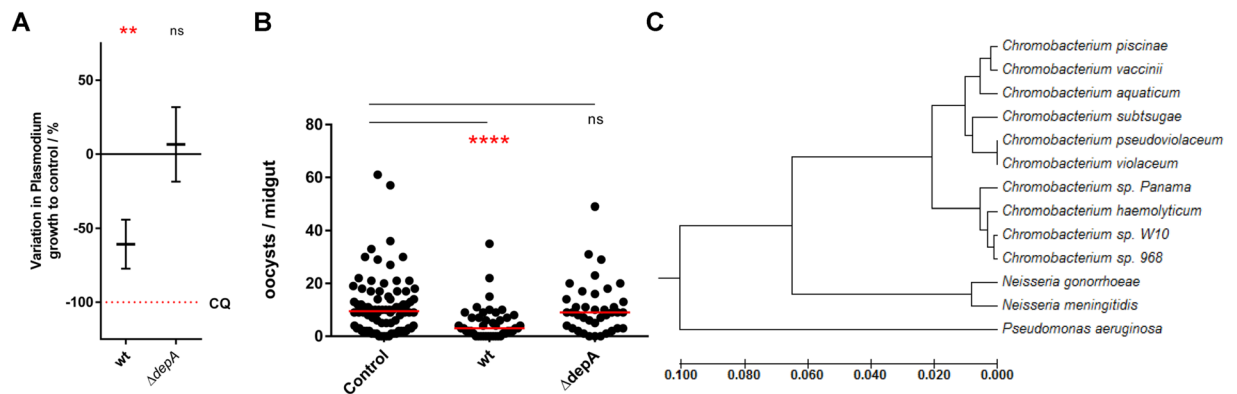 A
** ns
Variation in Plasmodium
growth to control / %
50
0
-50
-100
CQ
wt
ΔdepA
B
oocysts / midgut
80
60
40
20
0
ns
****
Control
wt
ΔdepA
C
Chromobacterium piscinae
Chromobacterium vaccinii
Chromobacterium aquaticum
Chromobacterium subtsugae
Chromobacterium pseudoviolaceum
Chromobacterium violaceum
Chromobacterium sp. Panama
Chromobacterium haemolyticum
Chromobacterium sp. W10
Chromobacterium sp. 968
Neisseria gonorrhoeae
Neisseria meningitidis
Pseudomonas aeruginosa
0.100 0.080 0.060 0.040 0.020 0.000